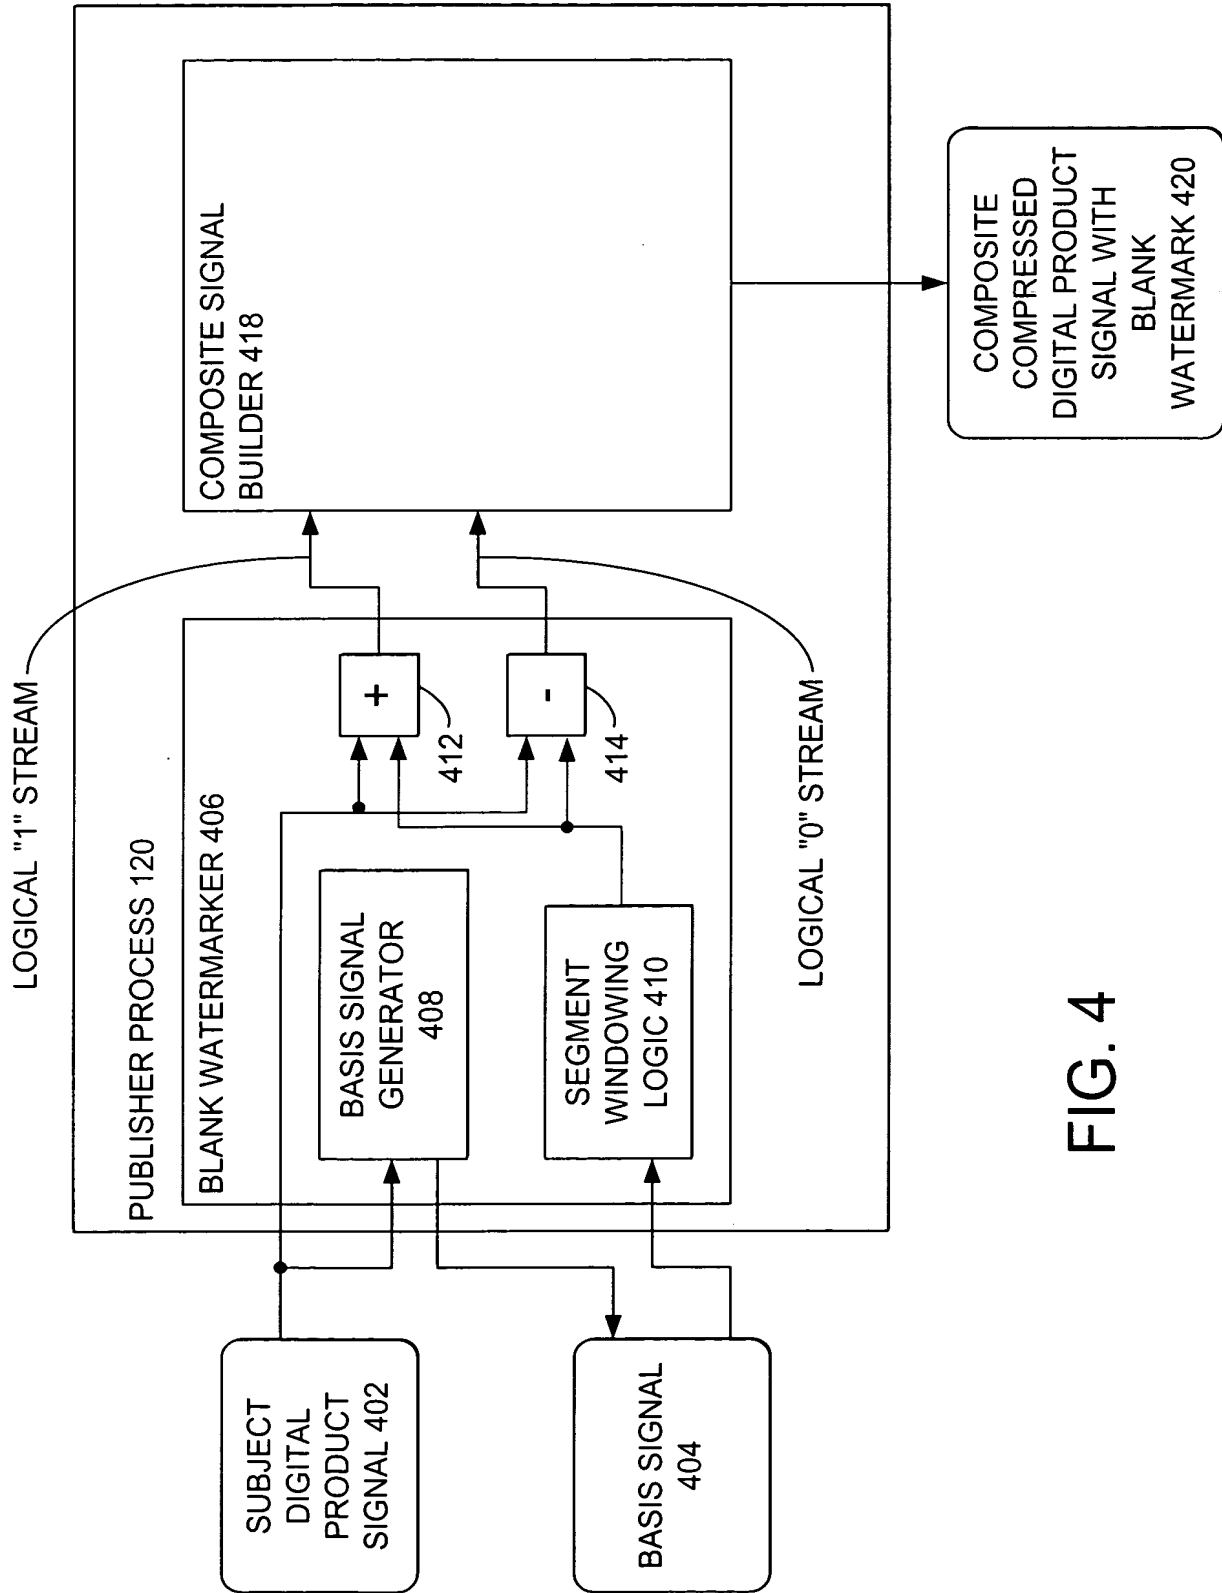 LOGICAL "1" STREAM
PUBLISHER PROCESS 120
BLANK WATERMARKER 406
COMPOSITE SIGNAL
BUILDER 418
SUBJECT
DIGITAL
PRODUCT
SIGNAL 402
BASIS SIGNAL
GENERATOR
408
+
412
BASIS SIGNAL
404
SEGMENT
WINDOWING
LOGIC 410
-
414
LOGICAL "0" STREAM
COMPOSITE
COMPRESSED
DIGITAL PRODUCT
SIGNAL WITH
BLANK
WATERMARK 420
FIG. 4